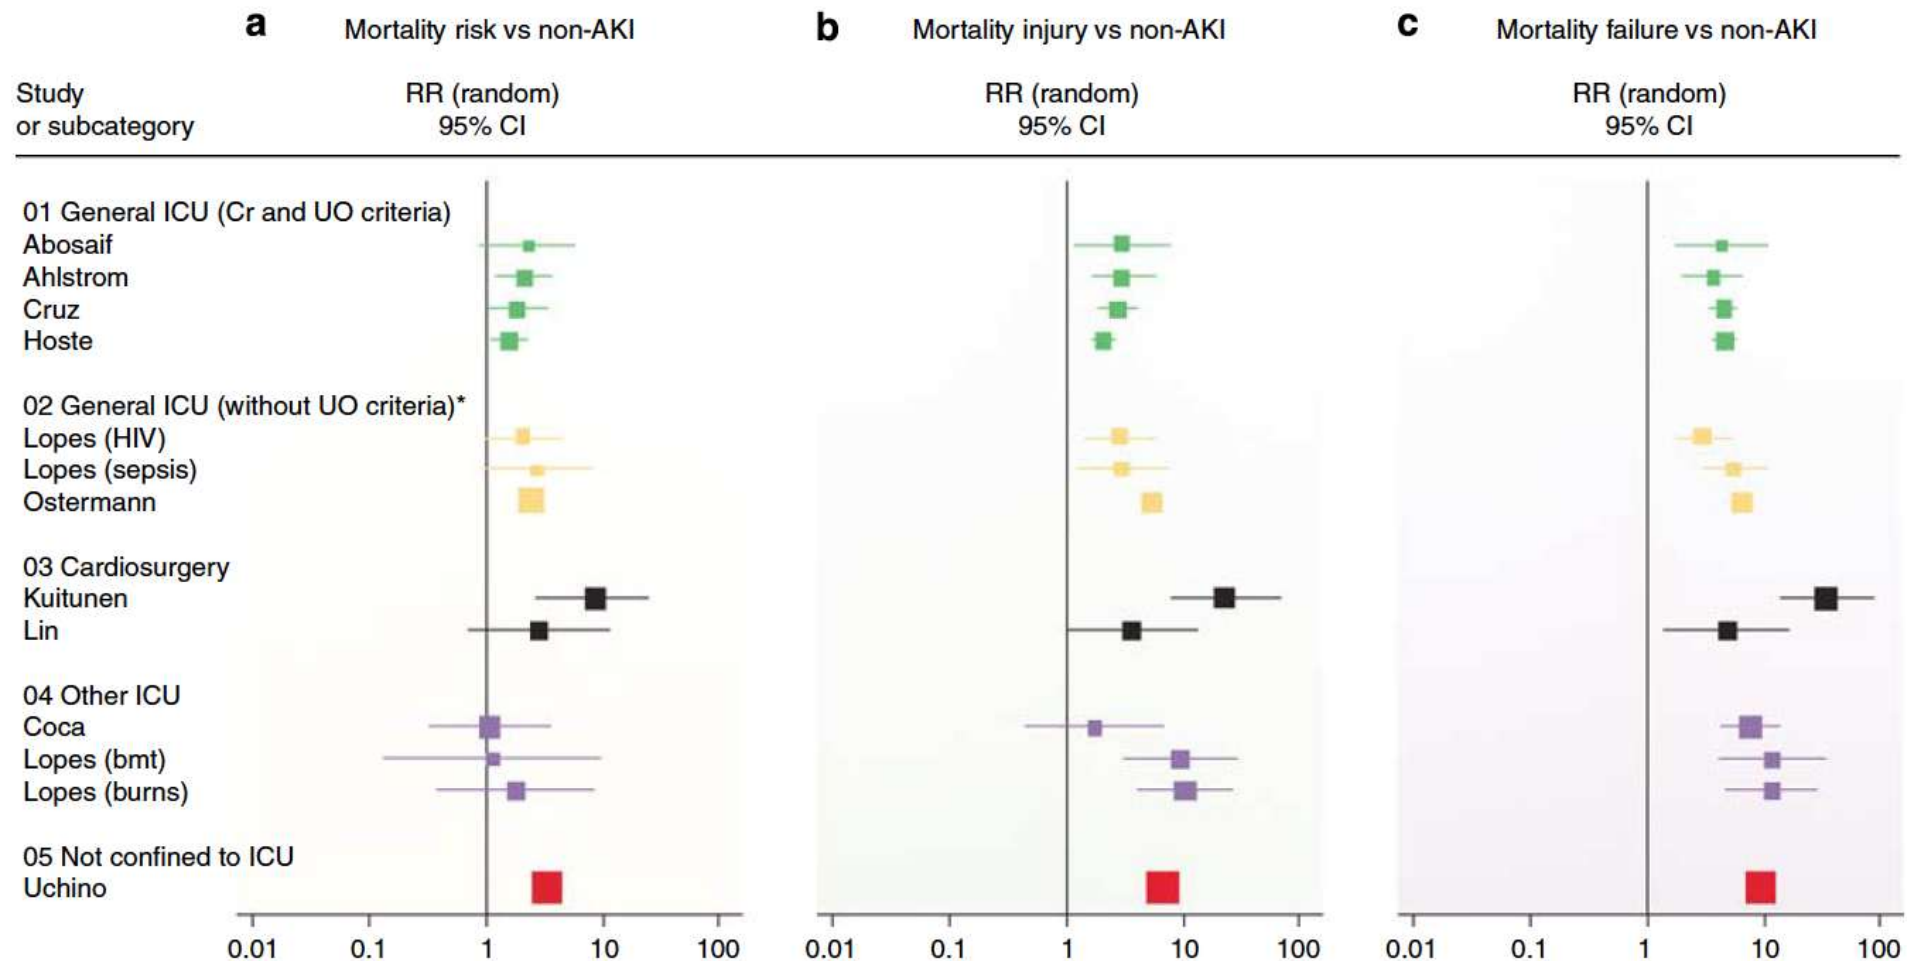 a Mortality risk vs non-AKI b Mortality injury vs non-AKI c Mortality failure vs non-AKI
Study RR (random) RR (random) RR (random)
or subcategory 95% CI 95% CI 95% CI
01 General ICU (Cr and UO criteria)
Abosaif
Ahlstrom
Cruz
Hoste
02 General ICU (without UO criteria)*
Lopes (HIV)
Lopes (sepsis)
Ostermann
03 Cardiosurgery
Kuitunen
Lin
04 Other ICU
Coca
Lopes (bmt)
Lopes (burns)
05 Not confined to ICU
Uchino
0.01 0.1 1 10 100 0.01 0.1 1 10 100 0.01 0.1 1 10 100